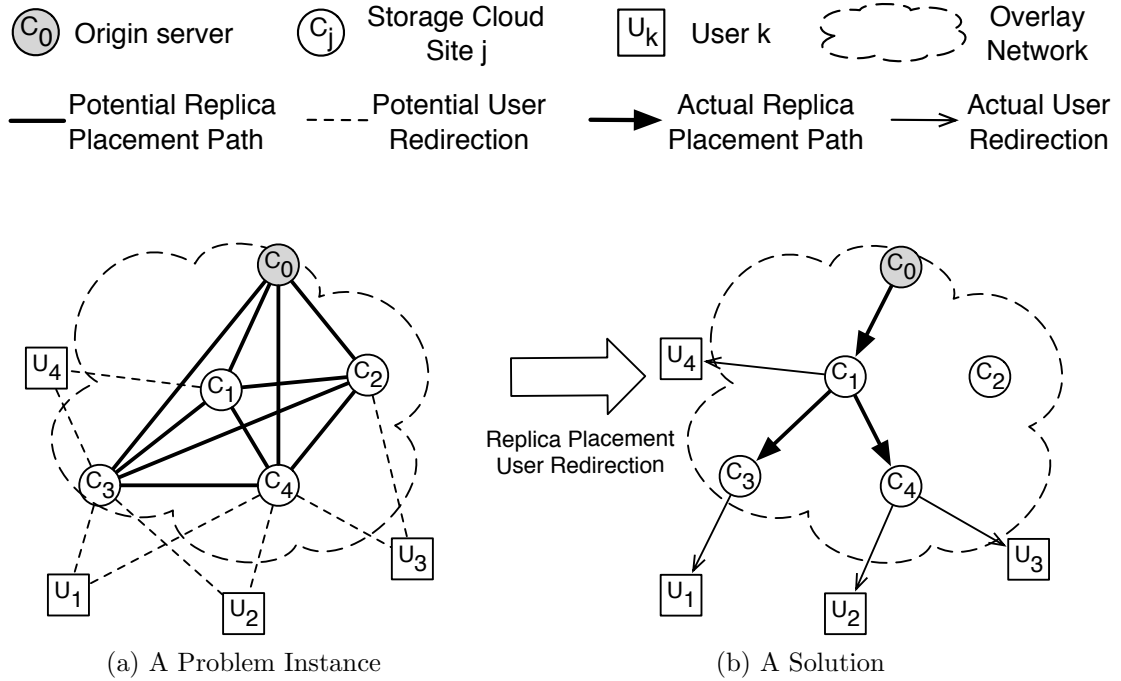 C0 Origin server
Cj Storage Cloud
Site j
Uk User k
Overlay
Network
Potential Replica
Placement Path
Potential User
Redirection
Actual Replica
Placement Path
Actual User
Redirection
C0
U4
C1
C2
C3
C4
U1
U2
U3
(a) A Problem Instance
Replica Placement
User Redirection
C0
U4
C1
C2
C3
C4
U1
U2
U3
(b) A Solution